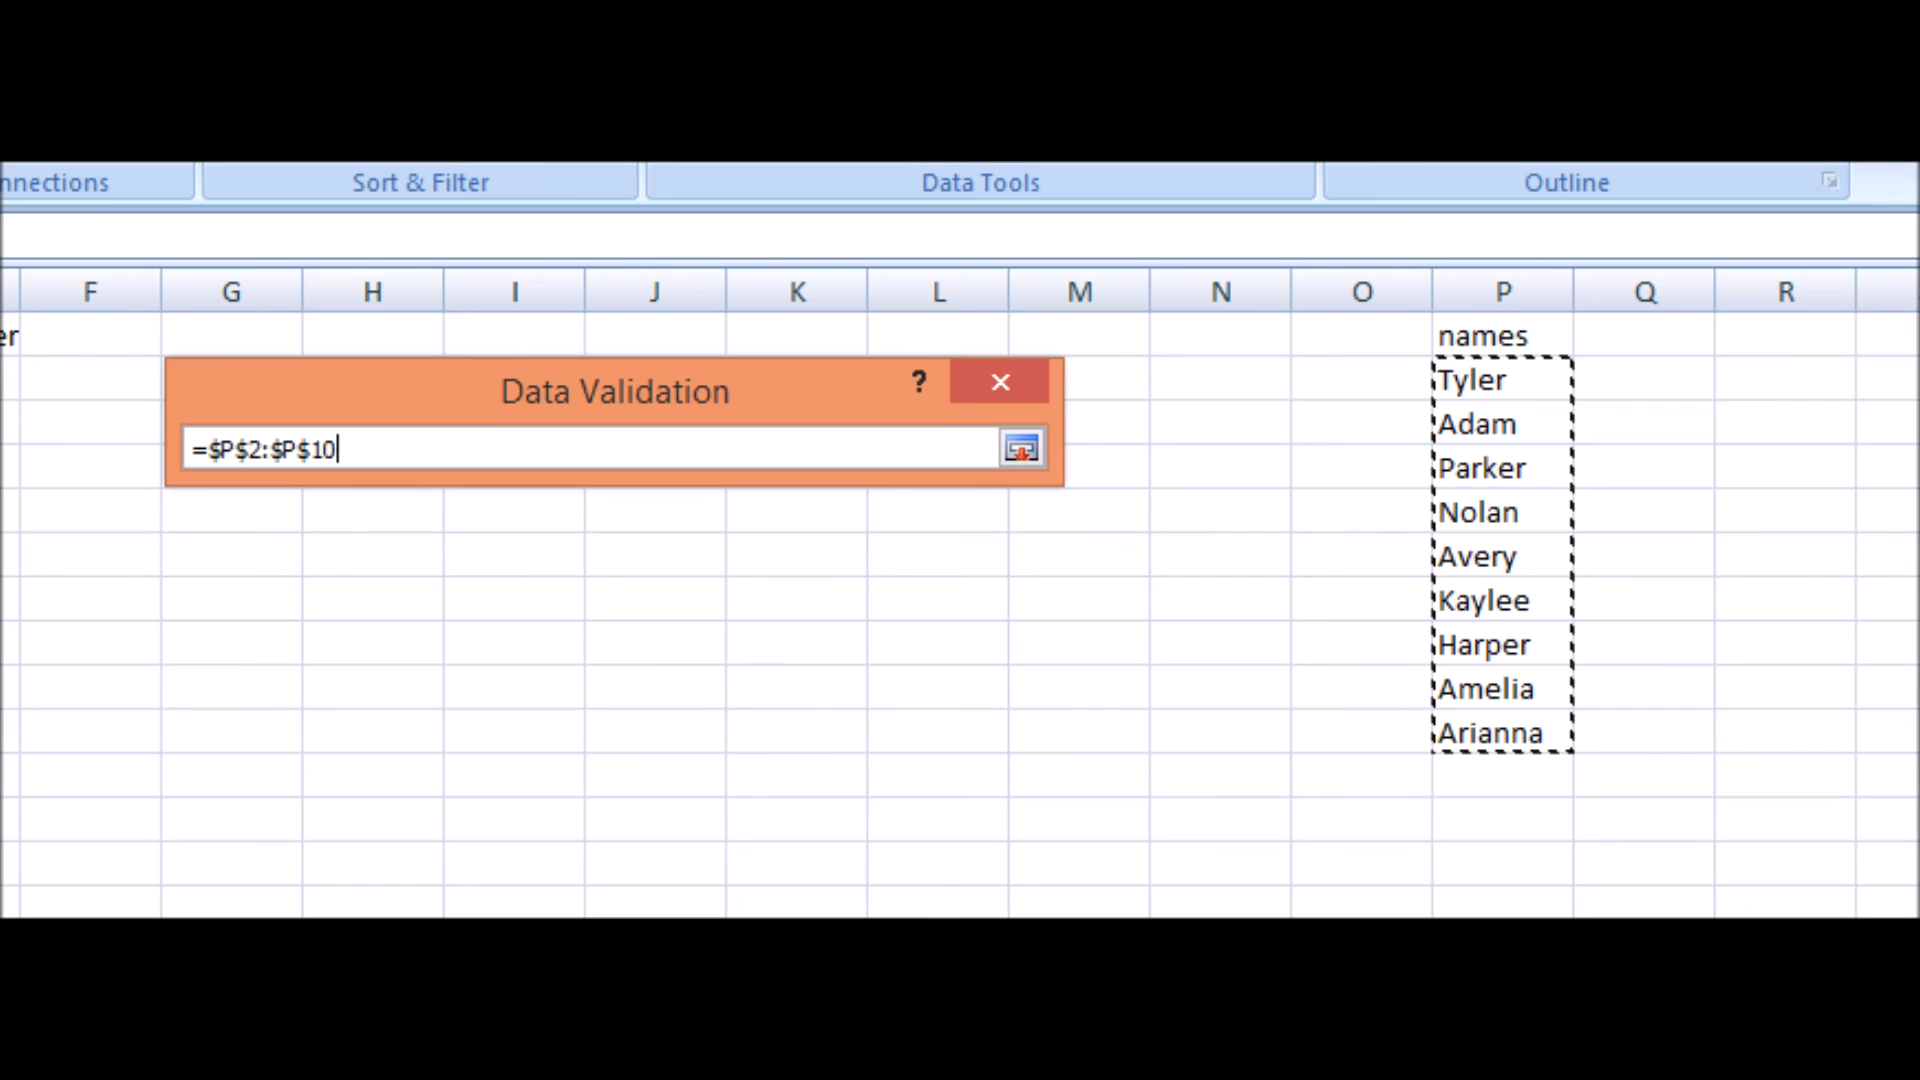 nnections Sort & Filter Data Tools Outline
F G H I J K L M N O P Q R
er names
Data Validation ? ×
=$P$2:$P$10
Tyler
Adam
Parker
Nolan
Avery
Kaylee
Harper
Amelia
Arianna